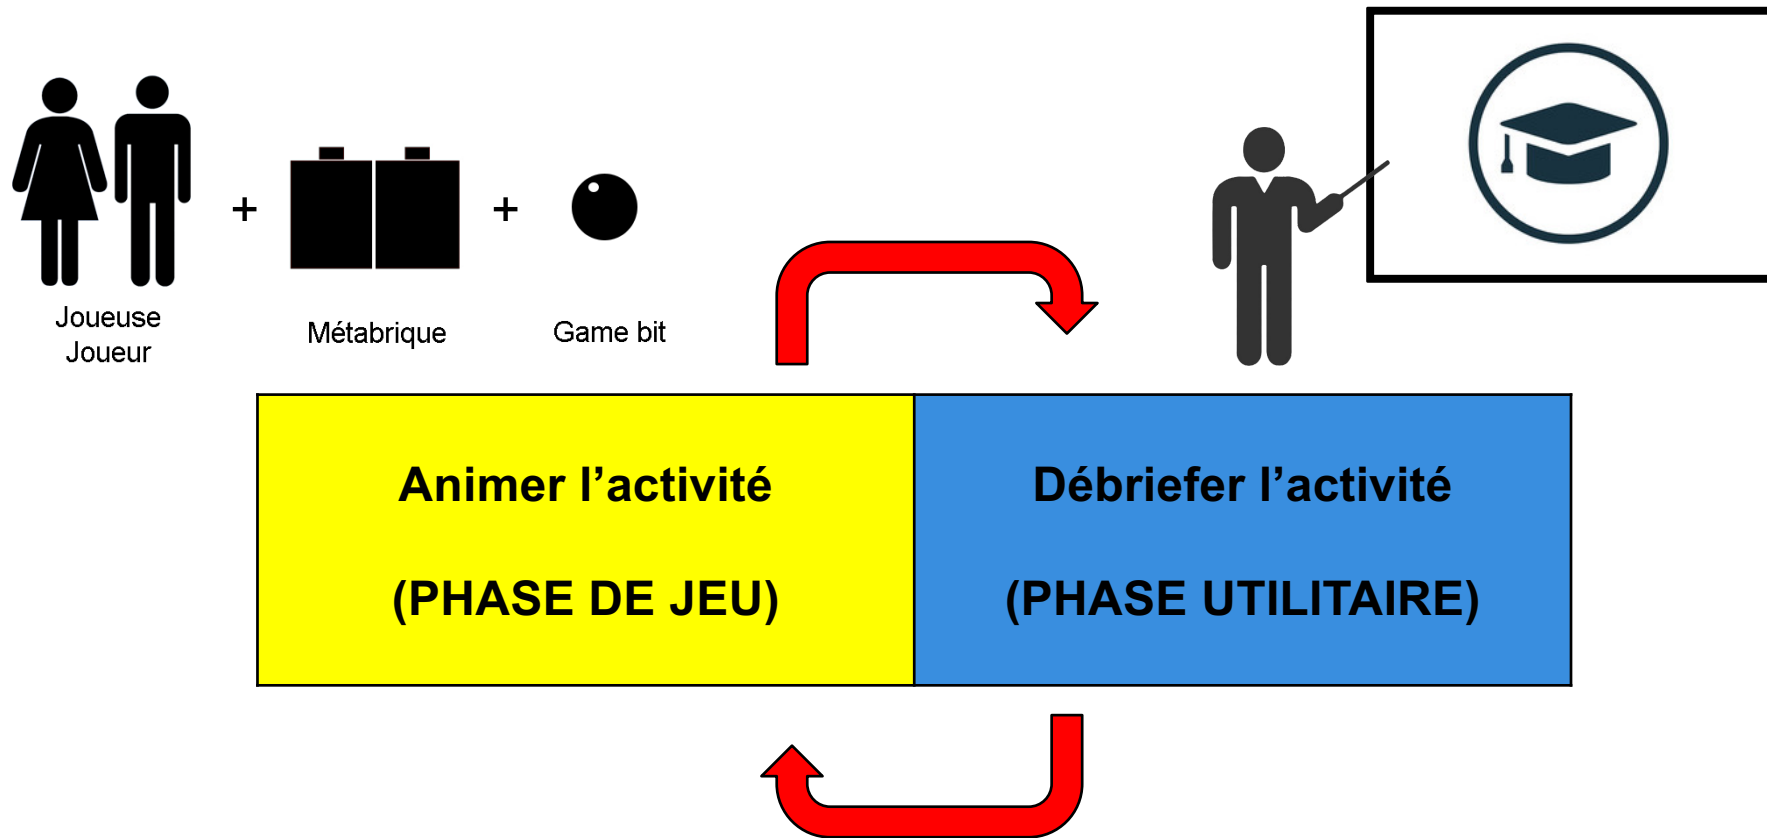 +
+
Joueuse
Joueur
Métabrique
Game bit
Animer l’activité
(PHASE DE JEU)
Débriefer l’activité
(PHASE UTILITAIRE)